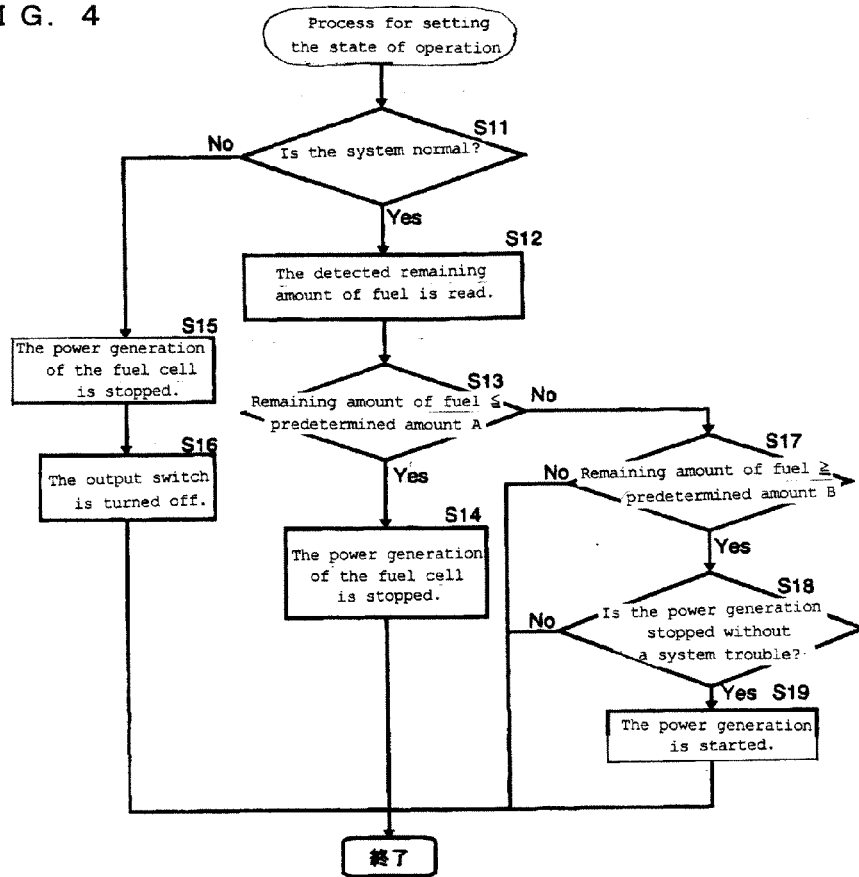 I G. 4
Process for setting
the state of operation
S11
No
Is the system normal?
Yes
S12
The detected remaining
amount of fuel is read.
S15
The power generation
of the fuel cell
is stopped.
S13
Remaining amount of fuel ≦
predetermined amount A
No
Yes
S16
The output switch
is turned off.
S17
No
Remaining amount of fuel ≧
predetermined amount B
Yes
S14
The power generation
of the fuel cell
is stopped.
S18
No
Is the power generation
stopped without
a system trouble?
Yes S19
The power generation
is started.
終了